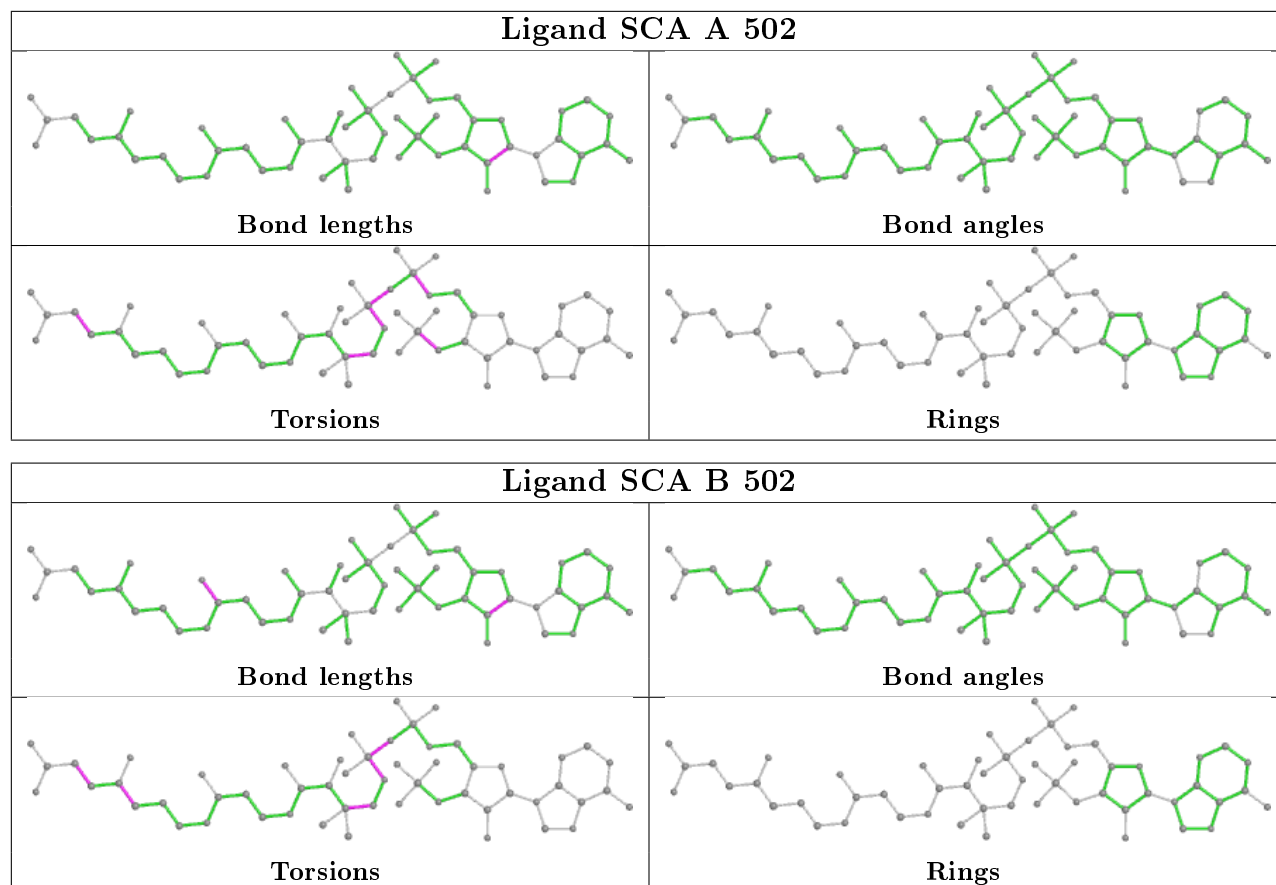 Ligand SCA A 502
Bond lengths
Bond angles
Torsions
Rings
Ligand SCA B 502
Bond lengths
Bond angles
Torsions
Rings